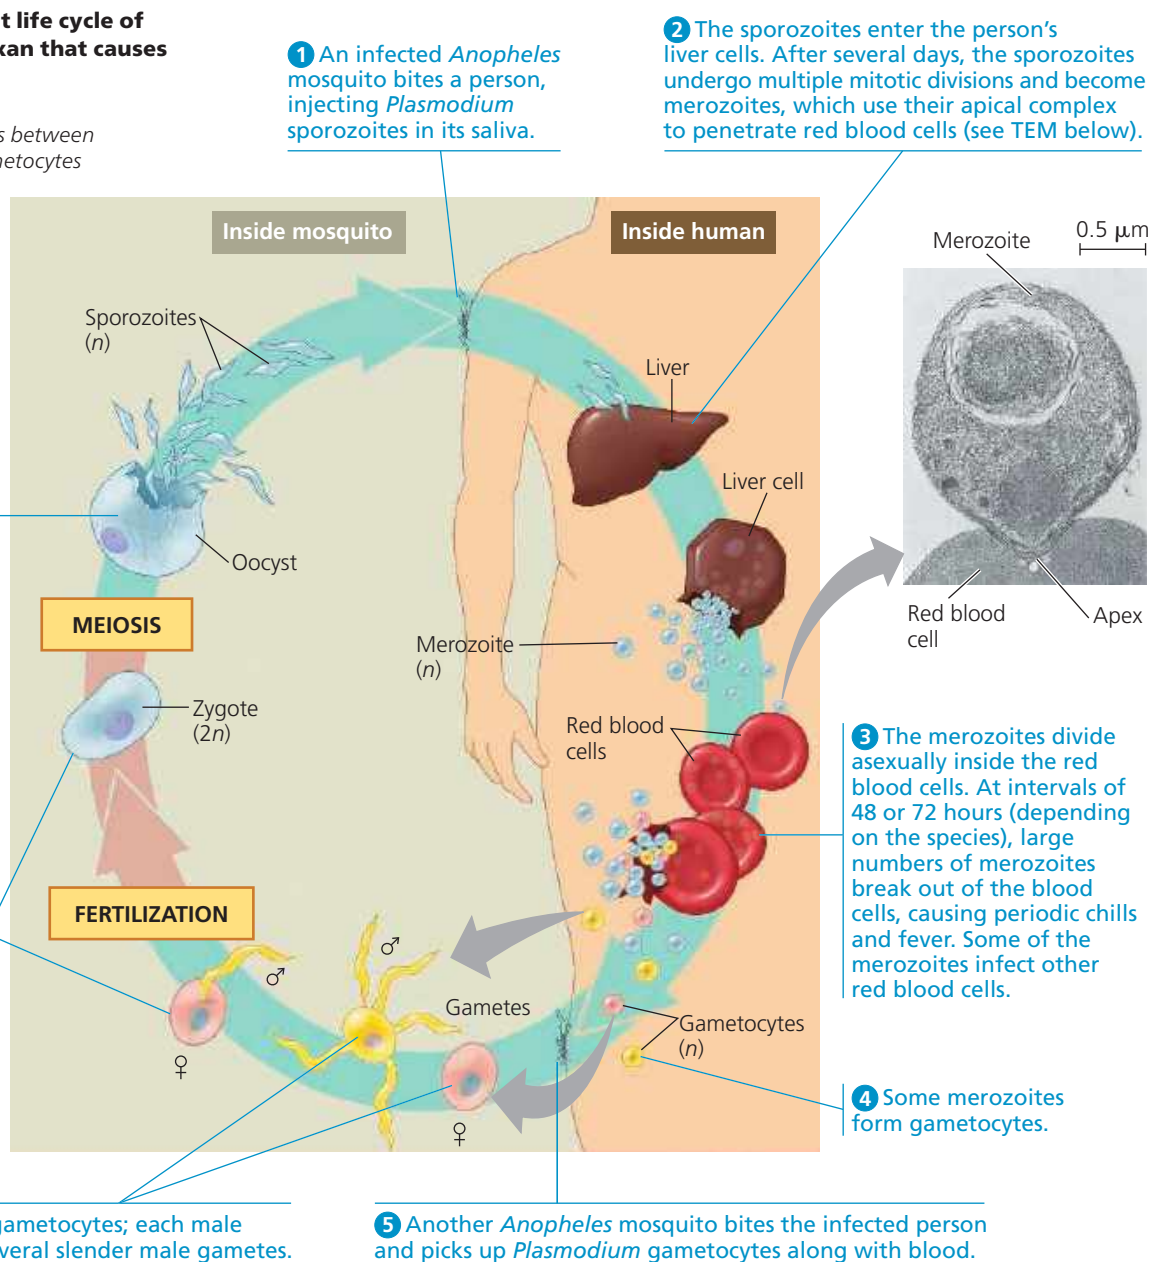 t life cycle of
xan that causes
s between
netocytes
1 An infected Anopheles
mosquito bites a person,
injecting Plasmodium
sporozoites in its saliva.
2 The sporozoites enter the person's
liver cells. After several days, the sporozoites
undergo multiple mitotic divisions and become
merozoites, which use their apical complex
to penetrate red blood cells (see TEM below).
Inside mosquito
Inside human
Merozoite
0.5 μm
Sporozoites
(n)
Liver
Liver cell
Oocyst
Red blood
cell
Apex
MEIOSIS
Merozoite
(n)
Zygote
(2n)
Red blood
cells
3 The merozoites divide
asexually inside the red
blood cells. At intervals of
48 or 72 hours (depending
on the species), large
numbers of merozoites
break out of the blood
cells, causing periodic chills
and fever. Some of the
merozoites infect other
red blood cells.
FERTILIZATION
♂
♂
Gametes
Gametocytes
(n)
♀
♀
4 Some merozoites
form gametocytes.
gametocytes; each male
veral slender male gametes.
5 Another Anopheles mosquito bites the infected person
and picks up Plasmodium gametocytes along with blood.